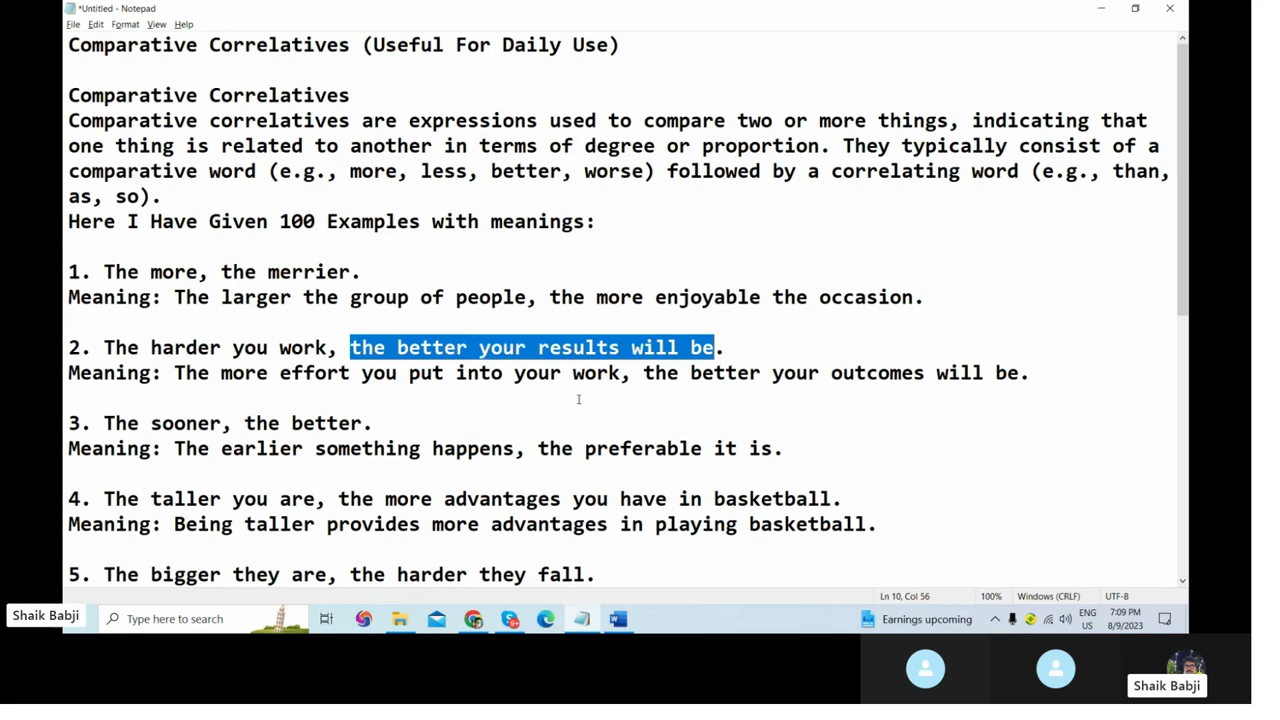 *Untitled - Notepad
File Edit Format View Help
Comparative Correlatives (Useful For Daily Use)
Comparative Correlatives
Comparative correlatives are expressions used to compare two or more things, indicating that
one thing is related to another in terms of degree or proportion. They typically consist of a
comparative word (e.g., more, less, better, worse) followed by a correlating word (e.g., than,
as, so).
Here I Have Given 100 Examples with meanings:
1. The more, the merrier.
Meaning: The larger the group of people, the more enjoyable the occasion.
2. The harder you work, the better your results will be.
Meaning: The more effort you put into your work, the better your outcomes will be.
3. The sooner, the better.
Meaning: The earlier something happens, the preferable it is.
4. The taller you are, the more advantages you have in basketball.
Meaning: Being taller provides more advantages in playing basketball.
5. The bigger they are, the harder they fall.
Ln 10, Col 56 100% Windows (CRLF) UTF-8
Shaik Babji
Type here to search
Earnings upcoming
ENG
US
7:09 PM
8/9/2023
Shaik Babji